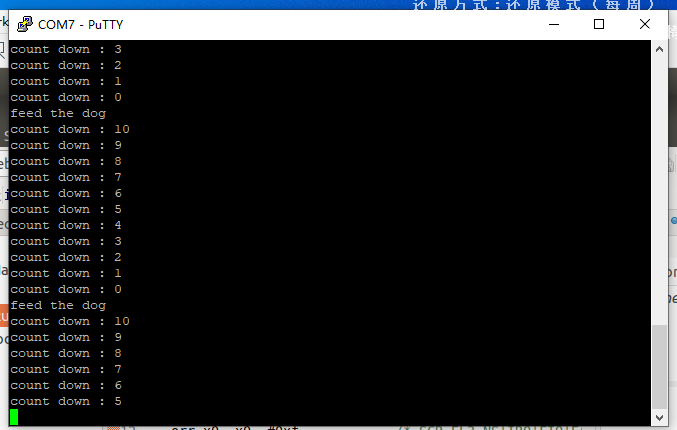 还原方式:还原模式(每周)
COM7 - PuTTY
count down : 3
count down : 2
count down : 1
count down : 0
feed the dog
count down : 10
count down : 9
count down : 8
count down : 7
count down : 6
count down : 5
count down : 4
count down : 3
count down : 2
count down : 1
count down : 0
feed the dog
count down : 10
count down : 9
count down : 8
count down : 7
count down : 6
count down : 5